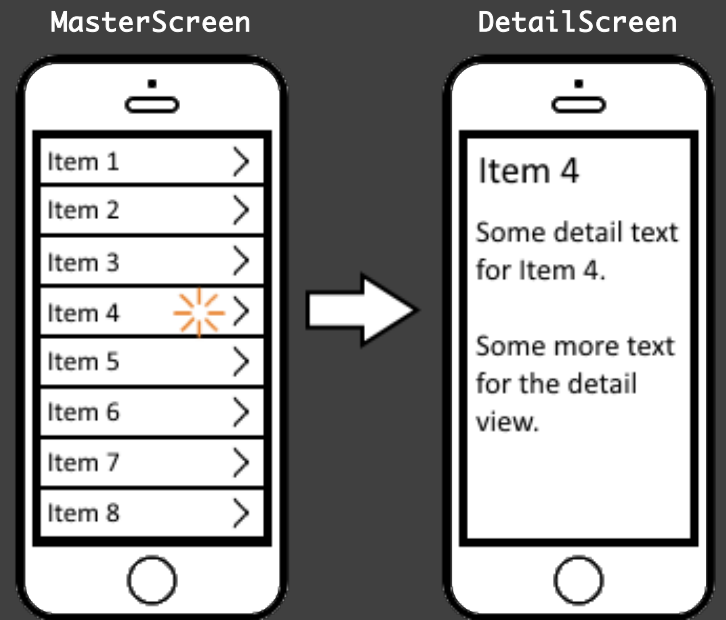 MasterScreen
Item 1
Item 2
Item 3
Item 4
Item 5
Item 6
Item 7
Item 8
DetailScreen
Item 4
Some detail text
for Item 4.
Some more text
for the detail
view.